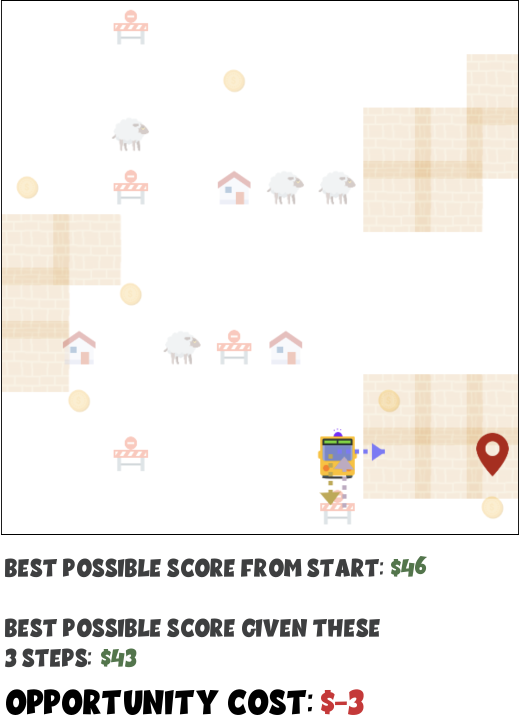 BEST POSSIBLE SCORE FROM START: $46
BEST POSSIBLE SCORE GIVEN THESE
3 STEPS: $43
OPPORTUNITY COST: $-3